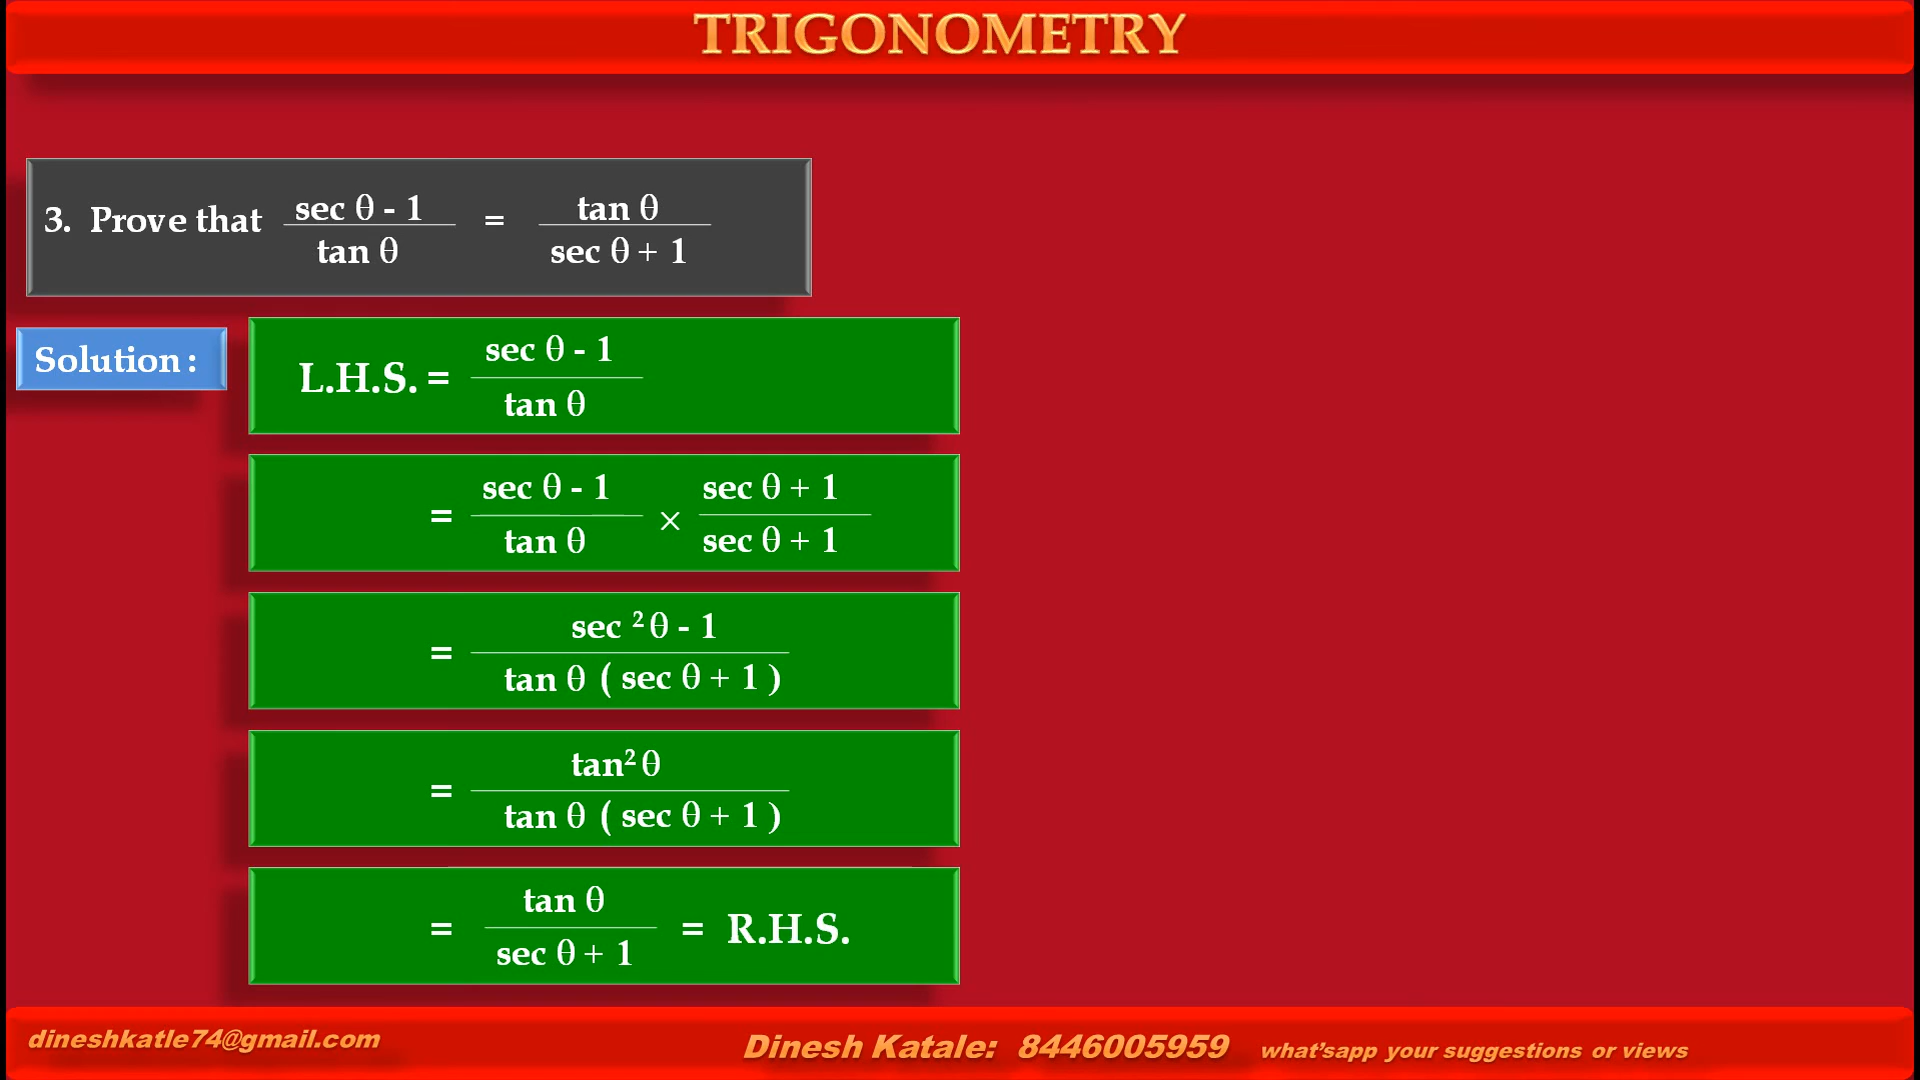 TRIGONOMETRY
3. Prove that (sec θ - 1)/(tan θ) = (tan θ)/(sec θ + 1)
Solution :
L.H.S. = (sec θ - 1)/(tan θ)
= (sec θ - 1)/(tan θ) × (sec θ + 1)/(sec θ + 1)
= (sec ² θ - 1)/(tan θ ( sec θ + 1 ))
= (tan² θ)/(tan θ ( sec θ + 1 ))
= (tan θ)/(sec θ + 1) = R.H.S.
dineshkatle74@gmail.com
Dinesh Katale: 8446005959 what'sapp your suggestions or views